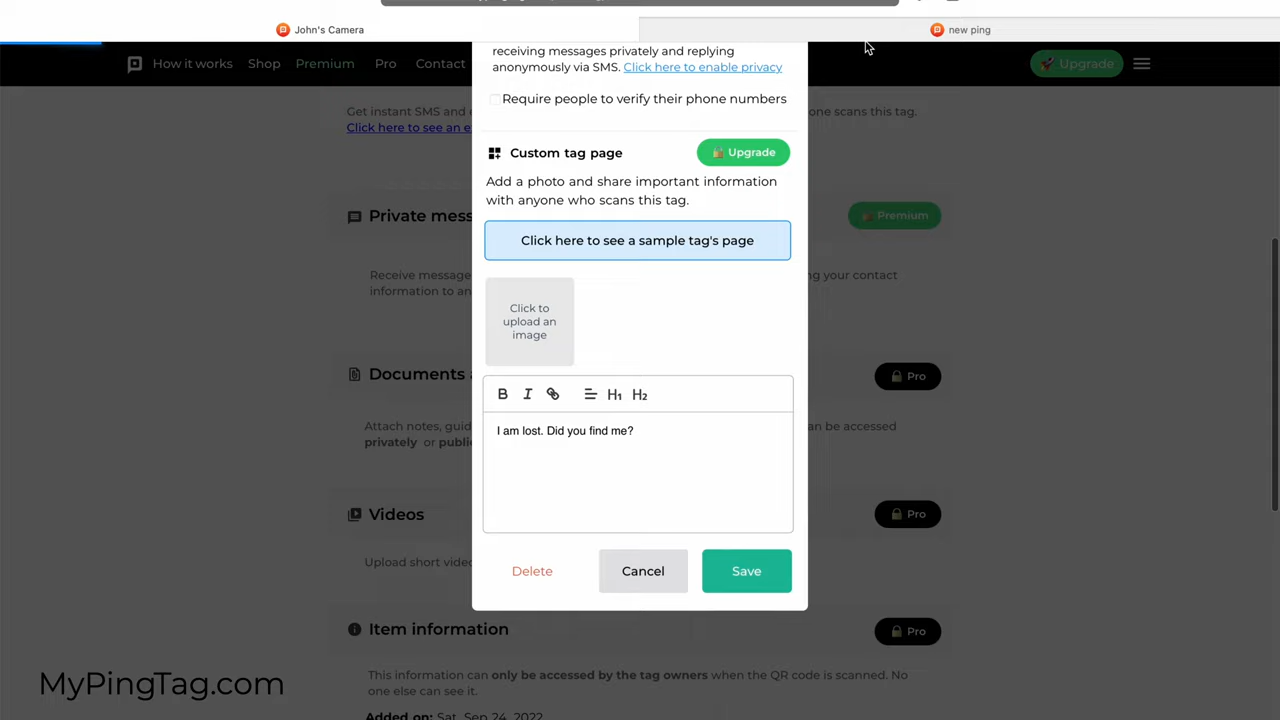 John's Camera
new ping
How it works
Shop
Premium
Pro
Contact
Upgrade
receiving messages privately and replying
anonymously via SMS. Click here to enable privacy
Require people to verify their phone numbers
Get instant SMS and e
one scans this tag.
Click here to see an e
Custom tag page
Upgrade
Add a photo and share important information
with anyone who scans this tag.
Private mess
Premium
Click here to see a sample tag's page
Receive message
ng your contact
information to an
Click to
upload an
image
Documents a
Pro
B I H1 H2
Attach notes, guid
can be accessed
privately or public
I am lost. Did you find me?
Videos
Pro
Upload short vide
Delete
Cancel
Save
Item information
Pro
This information can only be accessed by the tag owners when the QR code is scanned. No
one else can see it.
Added on: Sat, Sep 24, 2022
MyPingTag.com